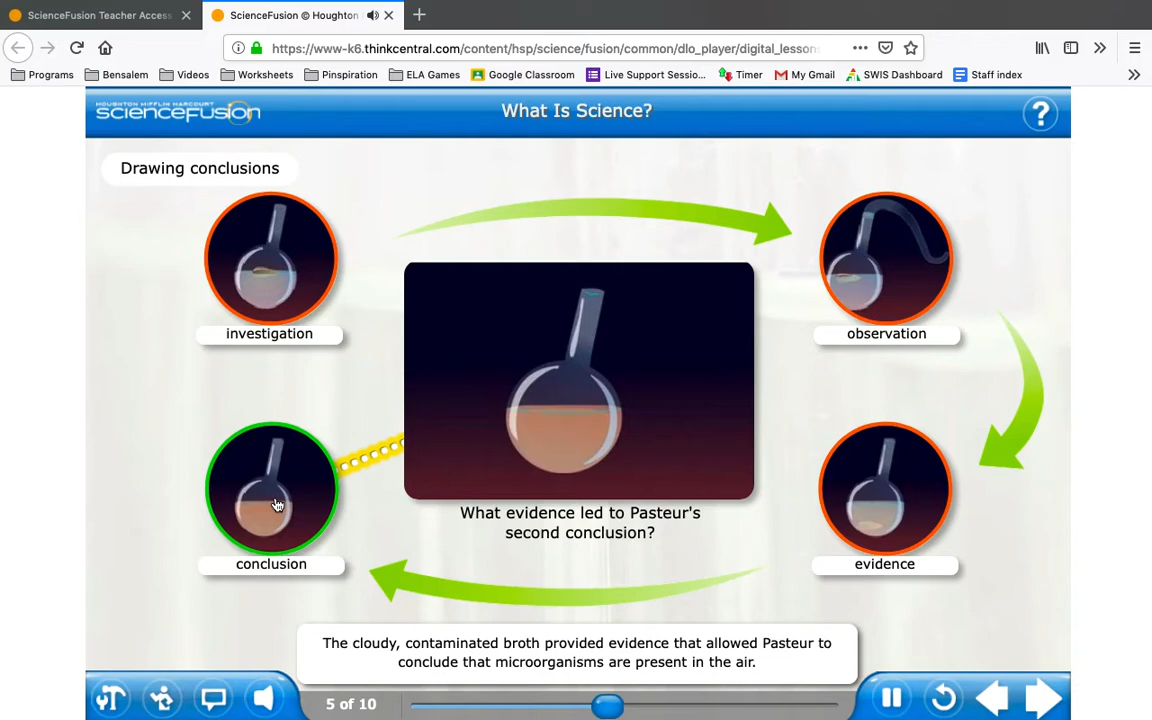 ScienceFusion Teacher Access
ScienceFusion © Houghton
https://www-k6.thinkcentral.com/content/hsp/science/fusion/common/dlo_player/digital_lesson
Programs
Bensalem
Videos
Worksheets
Pinspiration
ELA Games
Google Classroom
Live Support Sessio...
Timer
My Gmail
SWIS Dashboard
Staff index
HOUGHTON MIFFLIN HARCOURT
SCIENCEFUSION
What Is Science?
?
Drawing conclusions
investigation
observation
What evidence led to Pasteur's
second conclusion?
conclusion
evidence
The cloudy, contaminated broth provided evidence that allowed Pasteur to
conclude that microorganisms are present in the air.
5 of 10